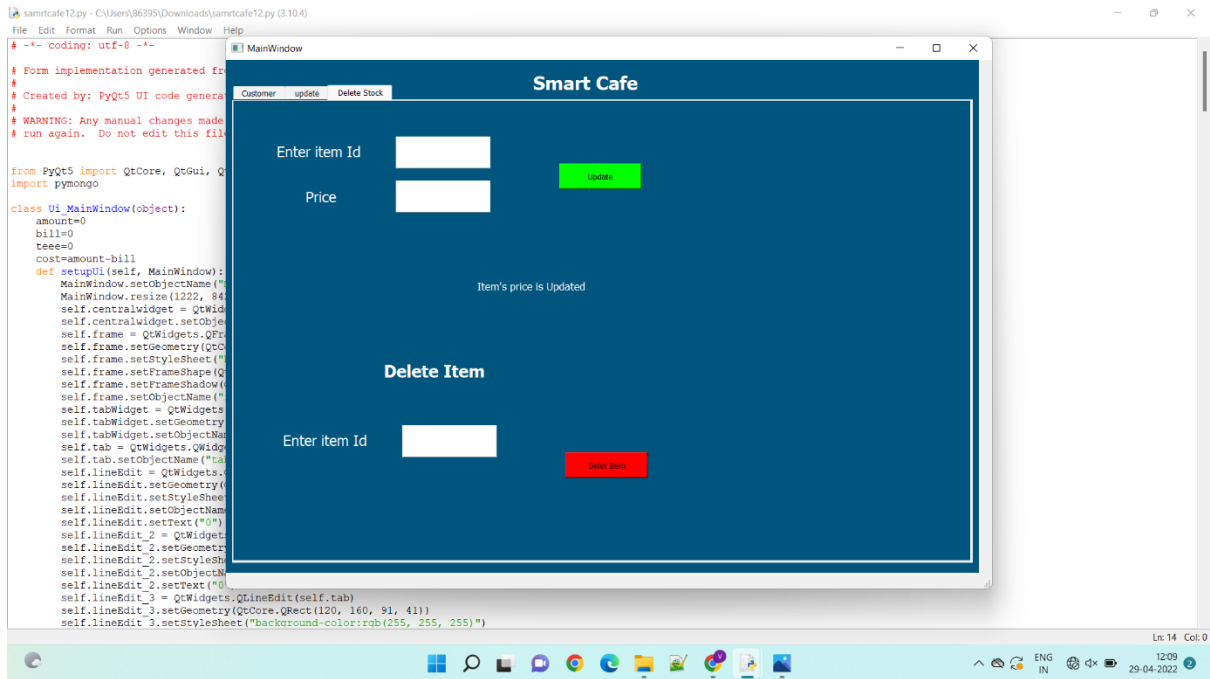 samrtcafe12.py - C:\Users\86395\Downloads\samrtcafe12.py (3.10.4)
File Edit Format Run Options Window Help
# -*- coding: utf-8 -*-
# Form implementation generated fr
#
# Created by: PyQt5 UI code genera
#
# WARNING: Any manual changes made
# run again. Do not edit this fil
from PyQt5 import QtCore, QtGui, Q
import pymongo
class Ui_MainWindow(object):
amount=0
bill=0
teee=0
cost=amount-bill
def setupUi(self, MainWindow):
MainWindow.setObjectName("
MainWindow.resize(1222, 84
self.centralwidget = QtWid
self.centralwidget.setObje
self.frame = QtWidgets.QFr
self.frame.setGeometry(QtC
self.frame.setStyleSheet("
self.frame.setFrameShape(Q
self.frame.setFrameShadow(
self.frame.setObjectName("
self.tabWidget = QtWidgets
self.tabWidget.setGeometry
self.tabWidget.setObjectNa
self.tab = QtWidgets.QWidg
self.tab.setObjectName("ta
self.lineEdit = QtWidgets.
self.lineEdit.setGeometry(
self.lineEdit.setStyleShee
self.lineEdit.setObjectNam
self.lineEdit.setText("0")
self.lineEdit_2 = QtWidget
self.lineEdit_2.setGeometr
self.lineEdit_2.setStyleSh
self.lineEdit_2.setObjectN
self.lineEdit_2.setText("0
self.lineEdit_3 = QtWidgets.QLineEdit(self.tab)
self.lineEdit_3.setGeometry(QtCore.QRect(120, 160, 91, 41))
self.lineEdit_3.setStyleSheet("background-color:rgb(255, 255, 255)")
MainWindow
Smart Cafe
Customer update Delete Stock
Enter item Id
Update
Price
Item's price is Updated
Delete Item
Enter item Id
Delet Item
Ln: 14 Col: 0
ENG
IN
12:09
29-04-2022
2